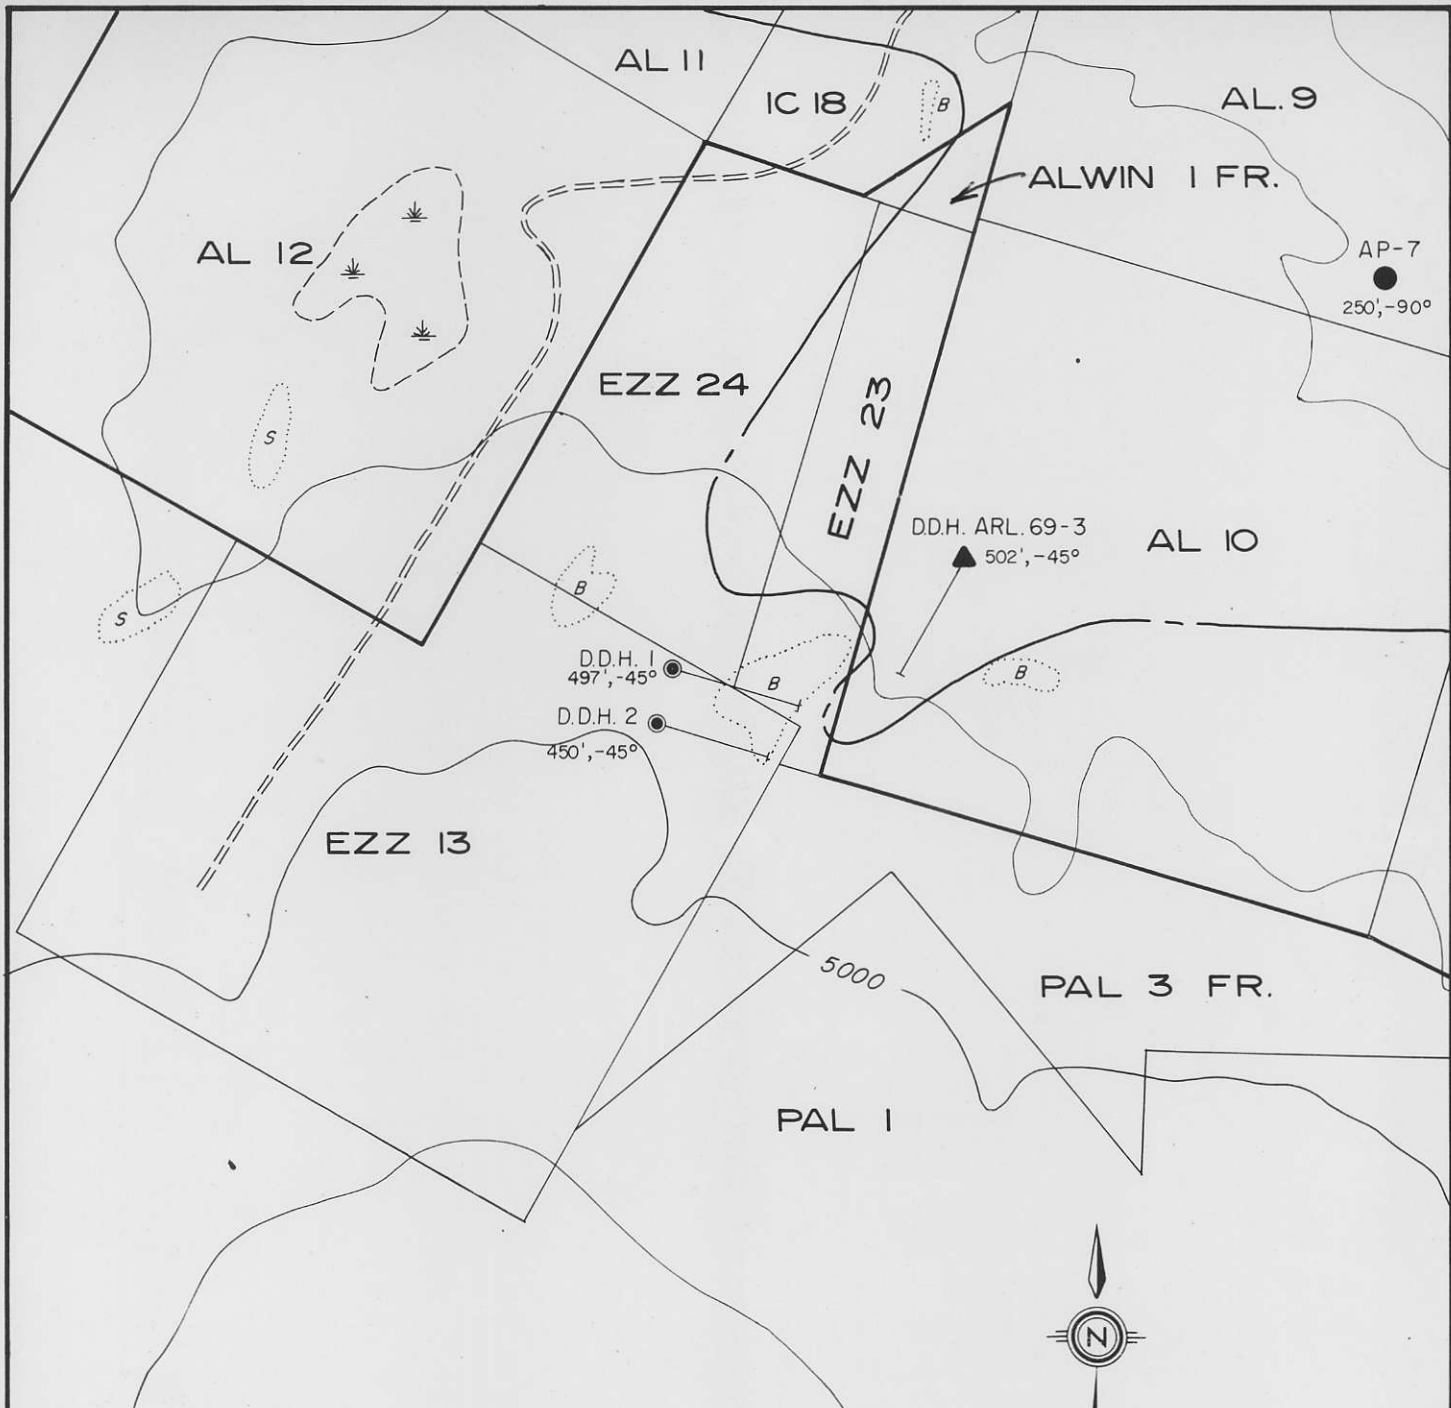 AL 11
IC 18
B
AL. 9
ALWIN 1 FR.
AL 12
AP-7
250',-90°
EZZ 24
EZZ 23
S
D.D.H. ARL. 69-3
502',-45°
AL 10
B
S
D.D.H. 1
497',-45°
B
B
D.D.H. 2
450',-45°
EZZ 13
5000
PAL 3 FR.
PAL 1
N